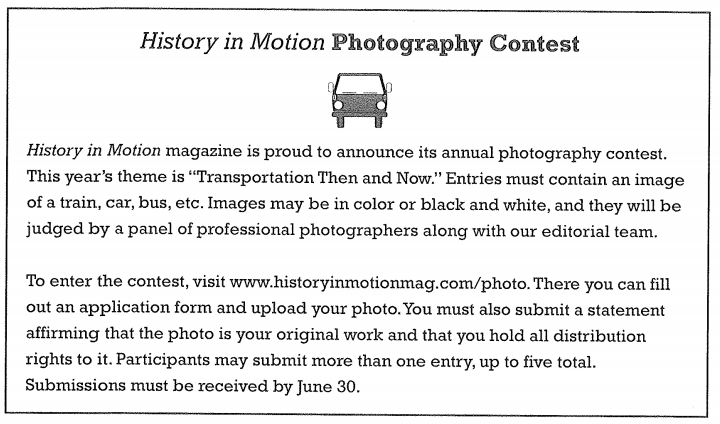 History in Motion Photography Contest
History in Motion magazine is proud to announce its annual photography contest.
This year's theme is “Transportation Then and Now.” Entries must contain an image
of a train, car, bus, etc. Images may be in color or black and white, and they will be
judged by a panel of professional photographers along with our editorial team.
To enter the contest, visit www.historyinmotionmag.com/photo. There you can fill
out an application form and upload your photo. You must also submit a statement
affirming that the photo is your original work and that you hold all distribution
rights to it. Participants may submit more than one entry, up to five total.
Submissions must be received by June 30.